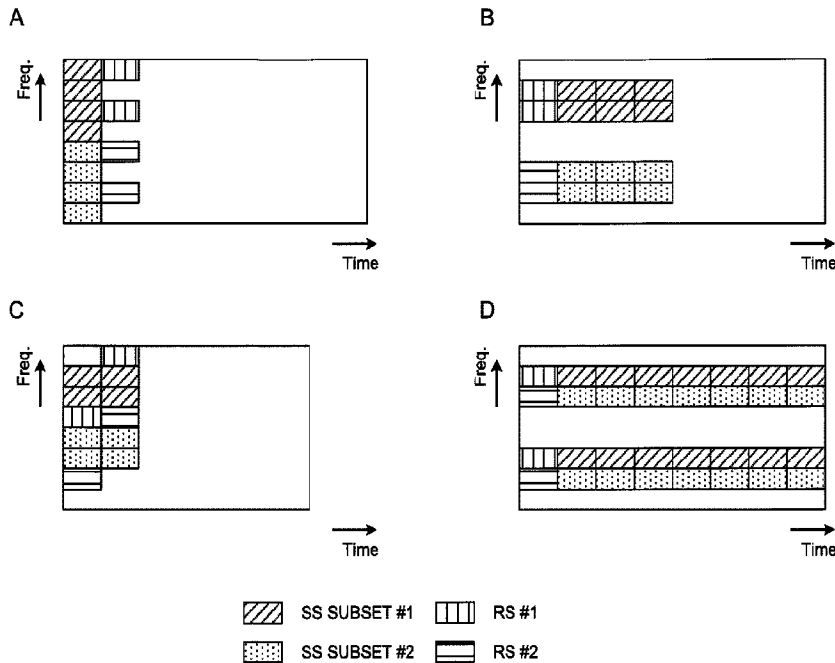 A
Freq.
Time
B
Freq.
Time
C
Freq.
Time
D
Freq.
Time
SS SUBSET #1
RS #1
SS SUBSET #2
RS #2